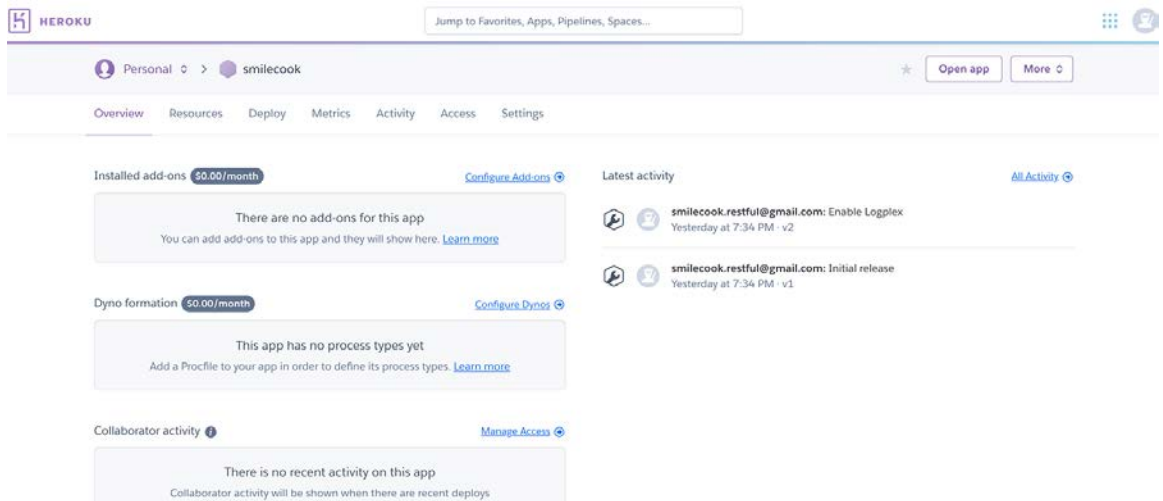 HEROKU
Jump to Favorites, Apps, Pipelines, Spaces...
Personal > smilecook
Open app
More
Overview Resources Deploy Metrics Activity Access Settings
Installed add-ons $0.00/month Configure Add-ons
There are no add-ons for this app
You can add add-ons to this app and they will show here. Learn more
Dyno formation $0.00/month Configure Dynos
This app has no process types yet
Add a Procfile to your app in order to define its process types. Learn more
Collaborator activity Manage Access
There is no recent activity on this app
Collaborator activity will be shown when there are recent deploys
Latest activity All Activity
smilecook.restful@gmail.com: Enable Logplex
Yesterday at 7:34 PM · v2
smilecook.restful@gmail.com: Initial release
Yesterday at 7:34 PM · v1